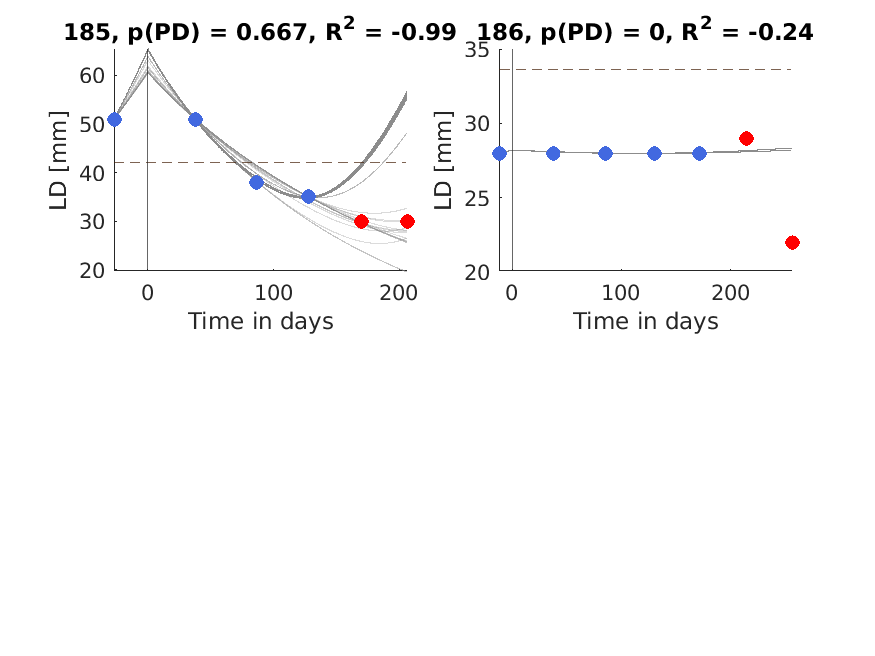 185, p(PD) = 0.667, R² = -0.99
186, p(PD) = 0, R² = -0.24
LD [mm]
60
50
40
30
20
0
100
200
Time in days
LD [mm]
35
30
25
20
0
100
200
Time in days